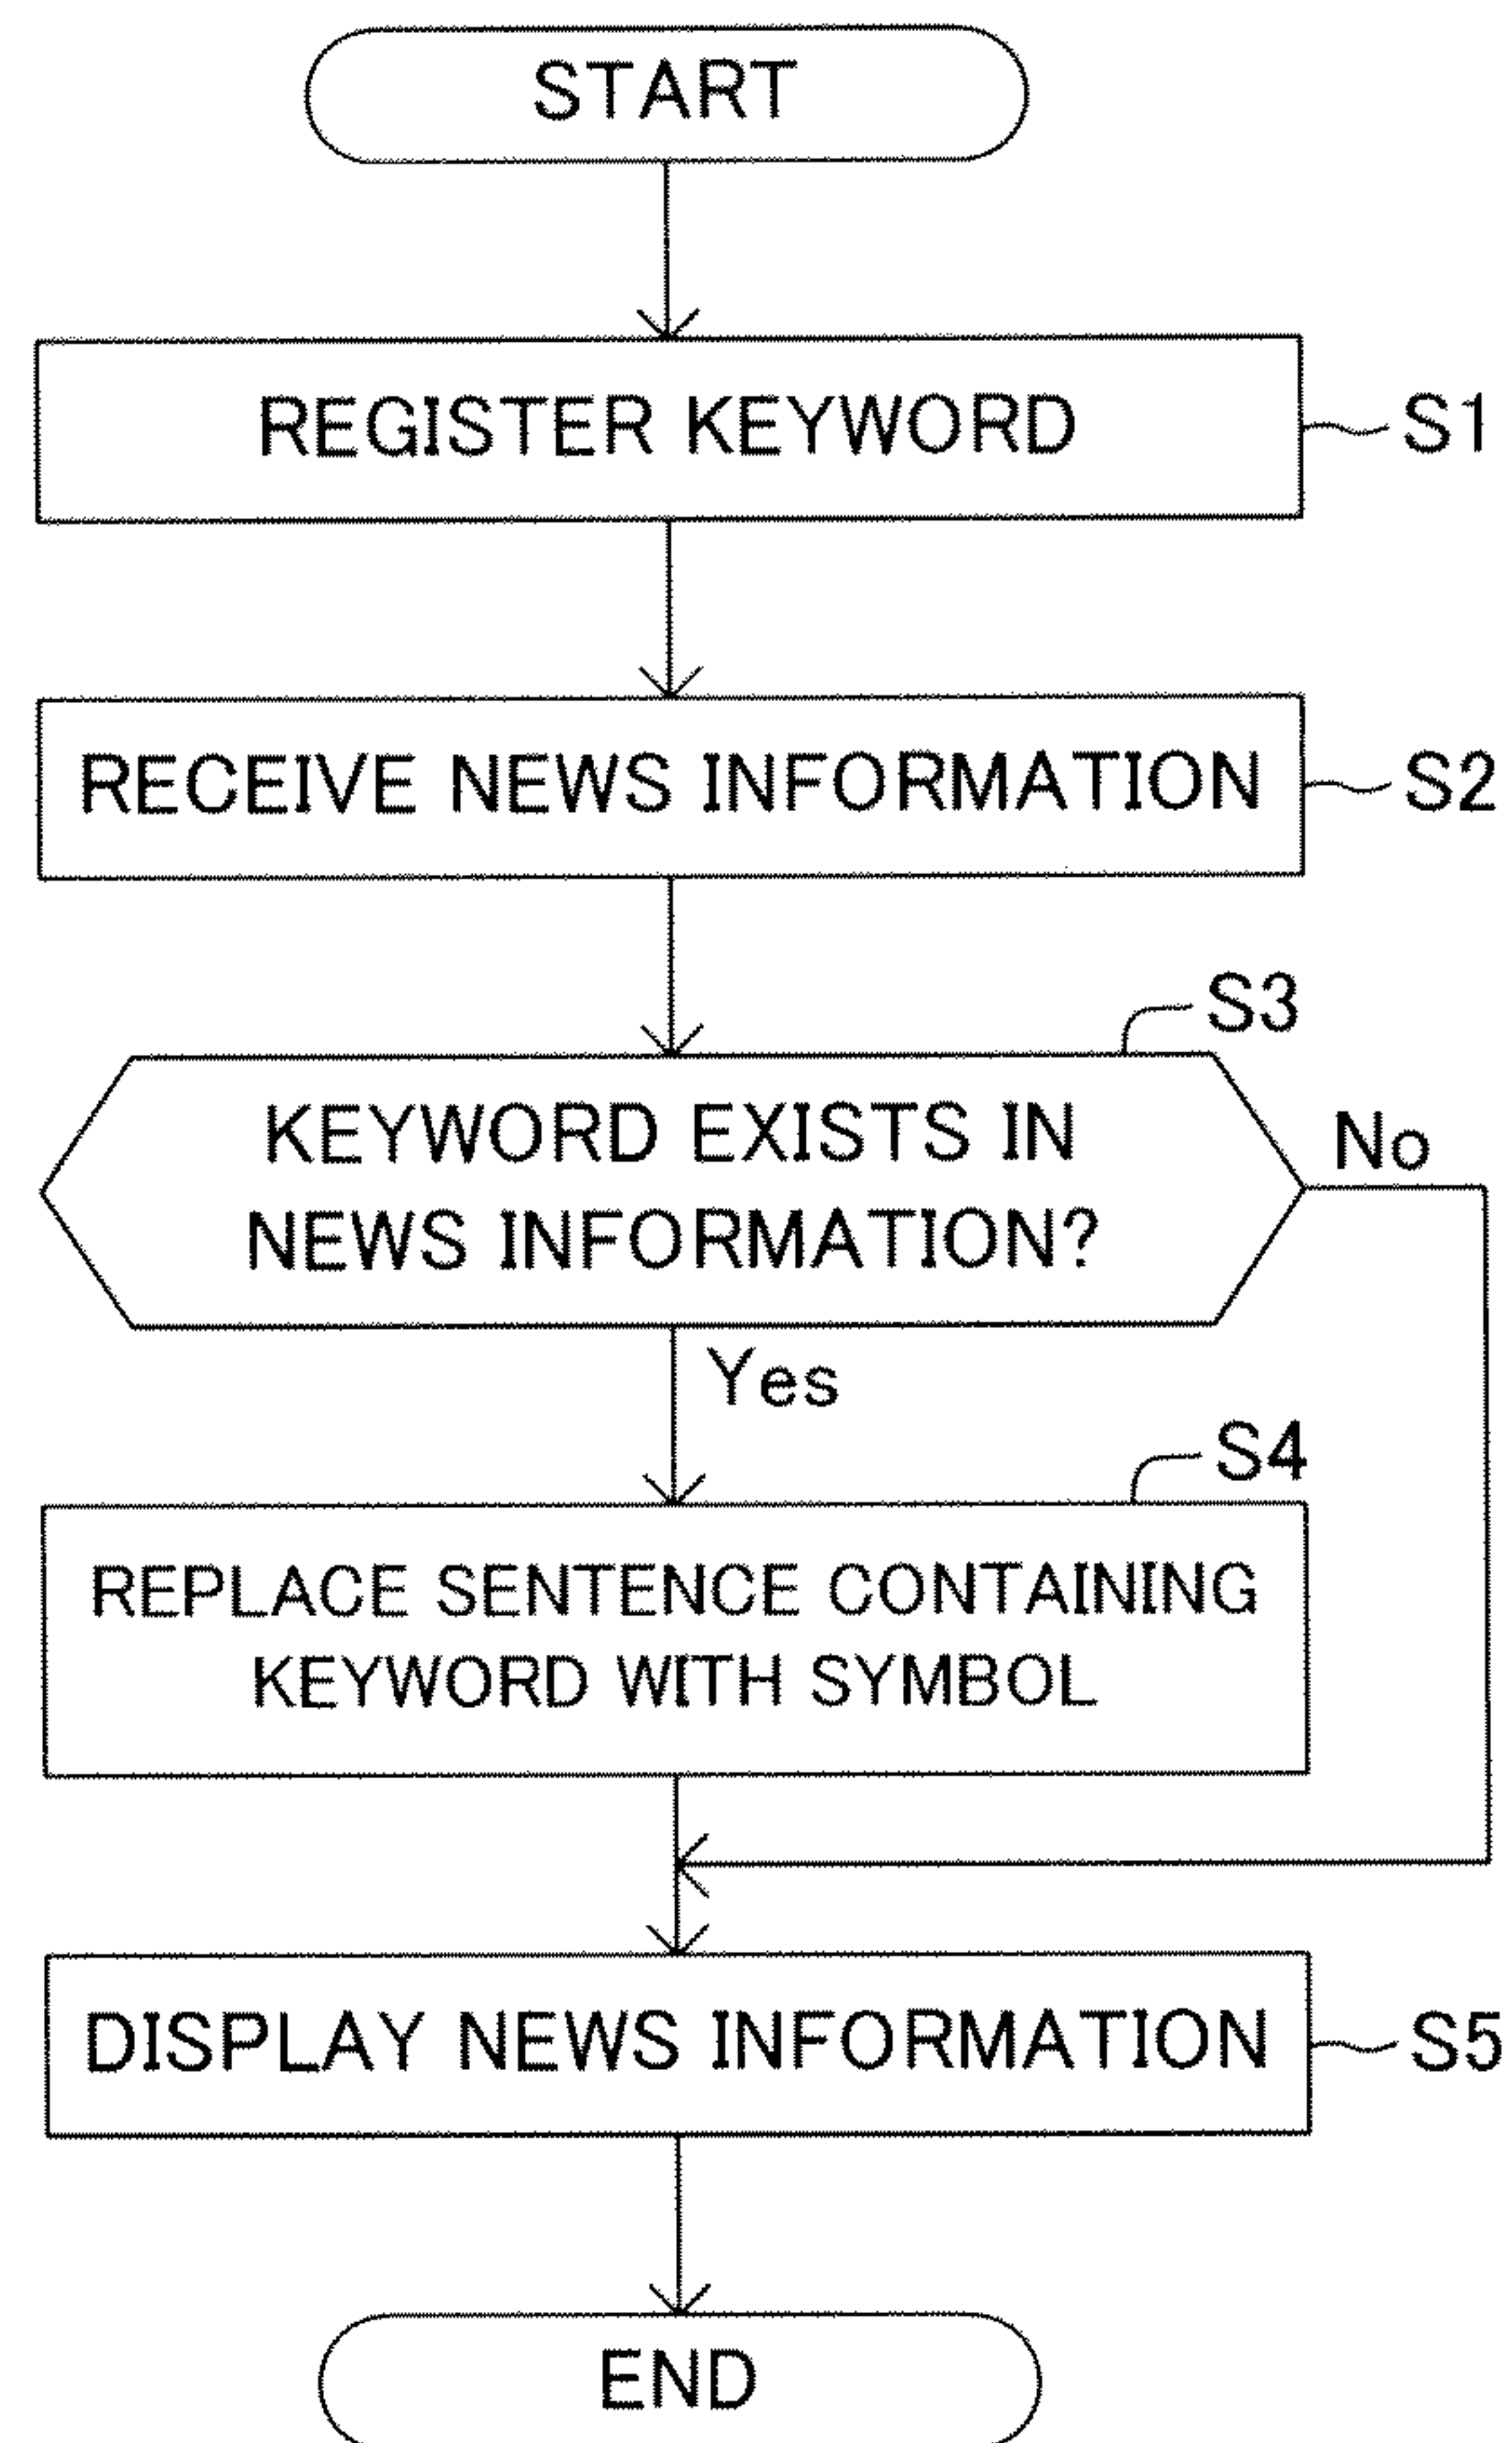 START
REGISTER KEYWORD
S1
RECEIVE NEWS INFORMATION
S2
S3
KEYWORD EXISTS IN
NEWS INFORMATION?
No
Yes
S4
REPLACE SENTENCE CONTAINING
KEYWORD WITH SYMBOL
DISPLAY NEWS INFORMATION
S5
END